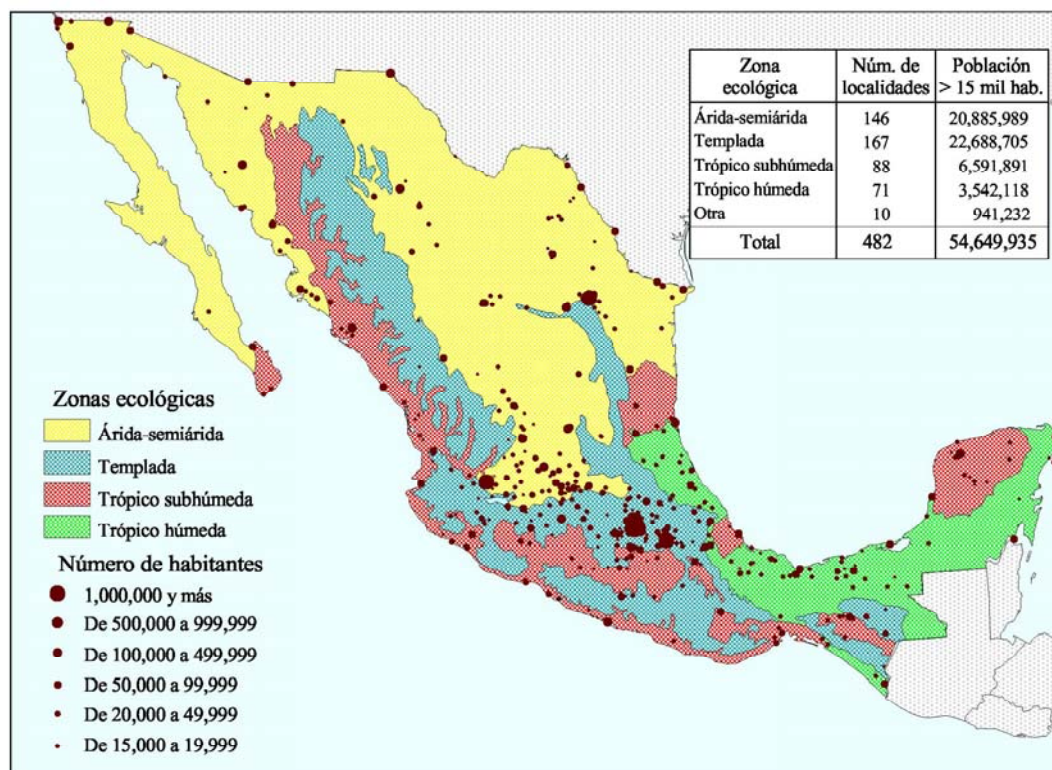 Zona ecológica Núm. de localidades Población > 15 mil hab.
Árida-semiárida 146 20,885,989
Templada 167 22,688,705
Trópico subhúmeda 88 6,591,891
Trópico húmeda 71 3,542,118
Otra 10 941,232
Total 482 54,649,935
Zonas ecológicas
Árida-semiárida
Templada
Trópico subhúmeda
Trópico húmeda
Número de habitantes
1,000,000 y más
De 500,000 a 999,999
De 100,000 a 499,999
De 50,000 a 99,999
De 20,000 a 49,999
De 15,000 a 19,999